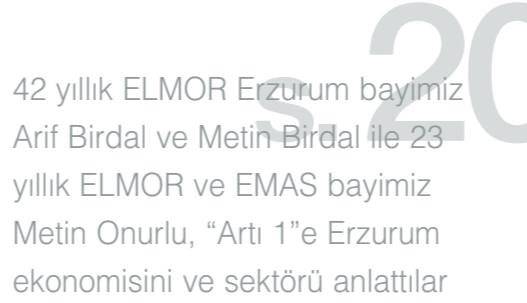 s. 20
42 yıllık ELMOR Erzurum bayimiz
Arif Birdal ve Metin Birdal ile 23
yıllık ELMOR ve EMAS bayimiz
Metin Onurlu, “Artı 1”e Erzurum
ekonomisini ve sektörü anlattılar